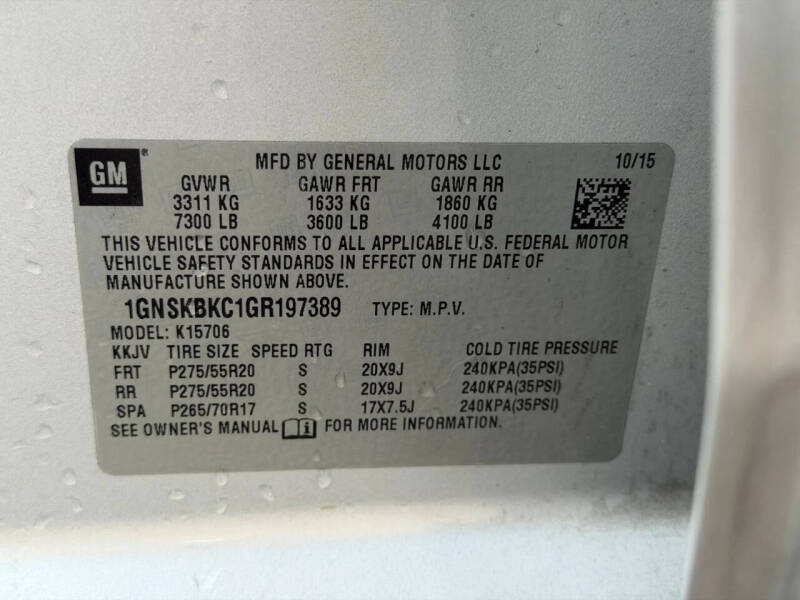 GM® MFD BY GENERAL MOTORS LLC 10/15
GVWR GAWR FRT GAWR RR
3311 KG 1633 KG 1860 KG
7300 LB 3600 LB 4100 LB
THIS VEHICLE CONFORMS TO ALL APPLICABLE U.S. FEDERAL MOTOR
VEHICLE SAFETY STANDARDS IN EFFECT ON THE DATE OF
MANUFACTURE SHOWN ABOVE.
1GNSKBKC1GR197389 TYPE: M.P.V.
MODEL: K15706
KKJV TIRE SIZE SPEED RTG RIM COLD TIRE PRESSURE
FRT P275/55R20 S 20X9J 240KPA(35PSI)
RR P275/55R20 S 20X9J 240KPA(35PSI)
SPA P265/70R17 S 17X7.5J 240KPA(35PSI)
SEE OWNER'S MANUAL FOR MORE INFORMATION.